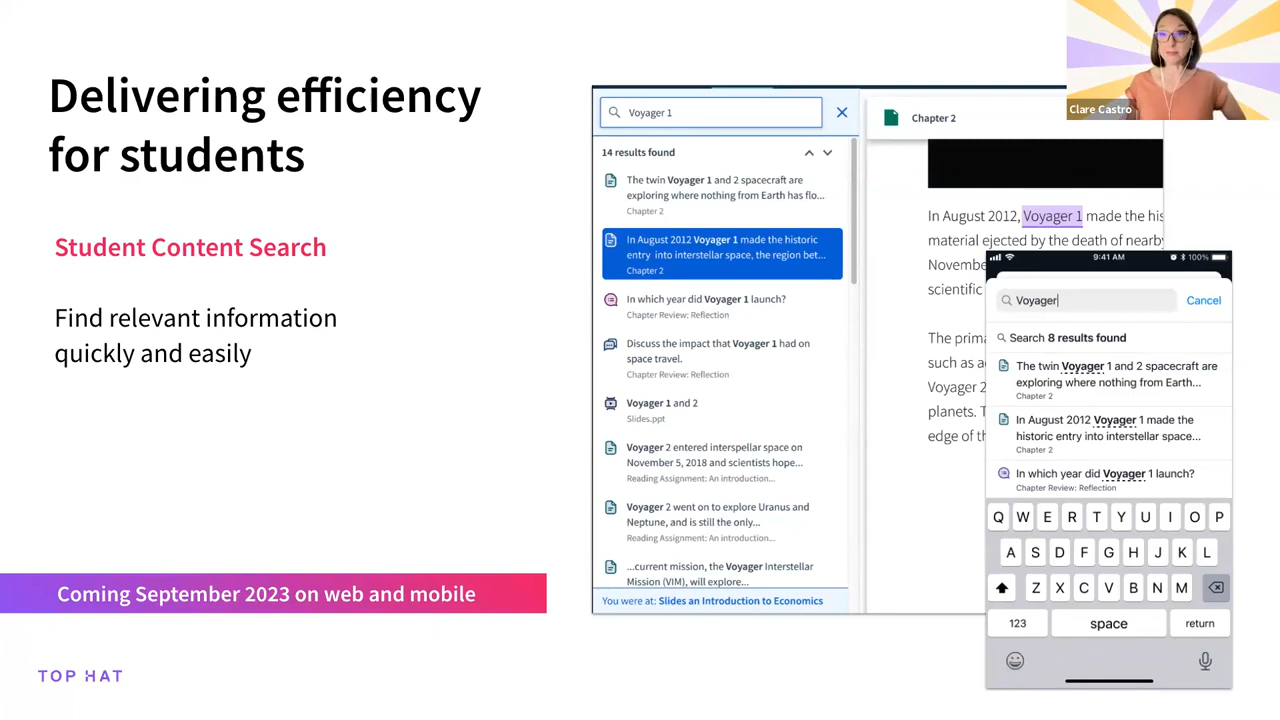 Delivering efficiency
for students
Student Content Search
Find relevant information
quickly and easily
Coming September 2023 on web and mobile
TOP HAT
Voyager 1
14 results found
The twin Voyager 1 and 2 spacecraft are
exploring where nothing from Earth has flo...
Chapter 2
In August 2012 Voyager 1 made the historic
entry into interstellar space, the region bet...
Chapter 2
In which year did Voyager 1 launch?
Chapter Review: Reflection
Discuss the impact that Voyager 1 had on
space travel.
Chapter Review: Reflection
Voyager 1 and 2
Slides.ppt
Voyager 2 entered interspellar space on
November 5, 2018 and scientists hope...
Reading Assignment: An introduction...
Voyager 2 went on to explore Uranus and
Neptune, and is still the only...
Reading Assignment: An introduction...
...current mission, the Voyager Interstellar
Mission (VIM), will explore...
You were at: Slides an Introduction to Economics
Chapter 2
In August 2012, Voyager 1 made the his
material ejected by the death of nearby
Novembe
scientific
The prima
such as a
Voyager 2
planets. T
edge of th
Clare Castro
9:41 AM
100%
Voyager
Cancel
Search 8 results found
The twin Voyager 1 and 2 spacecraft are
exploring where nothing from Earth...
Chapter 2
In August 2012 Voyager 1 made the
historic entry into interstellar space...
Chapter 2
In which year did Voyager 1 launch?
Chapter Review: Reflection
Q W E R T Y U I O P
A S D F G H J K L
Z X C V B N M
123 space return